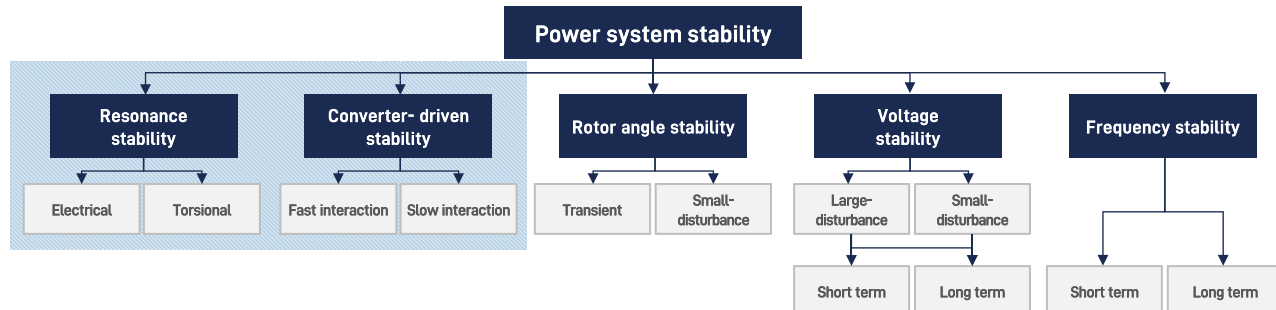 Power system stability
Resonance
stability
Converter- driven
stability
Rotor angle stability
Voltage
stability
Frequency stability
Electrical
Torsional
Fast interaction
Slow interaction
Transient
Small-
disturbance
Large-
disturbance
Small-
disturbance
Short term
Long term
Short term
Long term